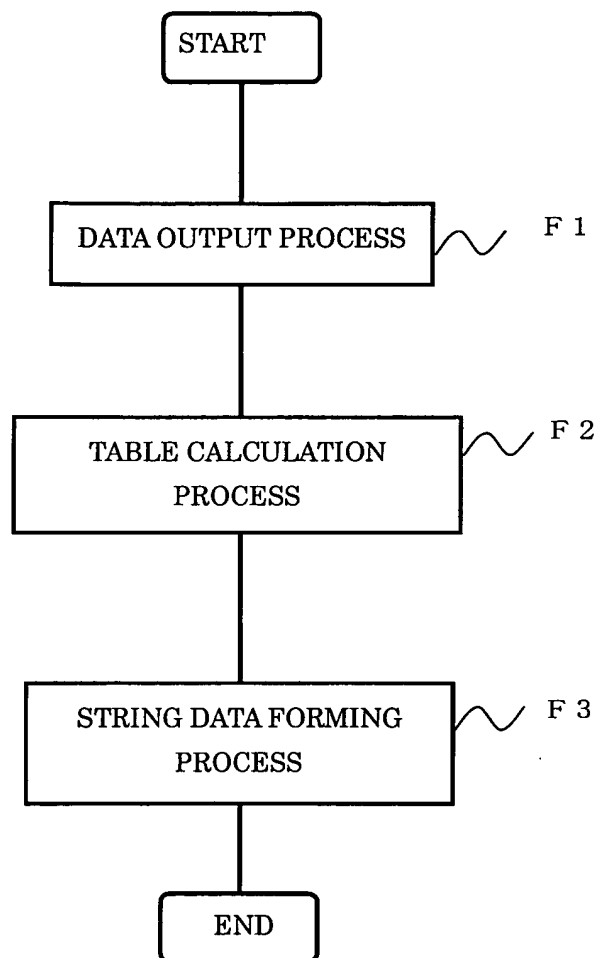 START
DATA OUTPUT PROCESS
F 1
TABLE CALCULATION
PROCESS
F 2
STRING DATA FORMING
PROCESS
F 3
END